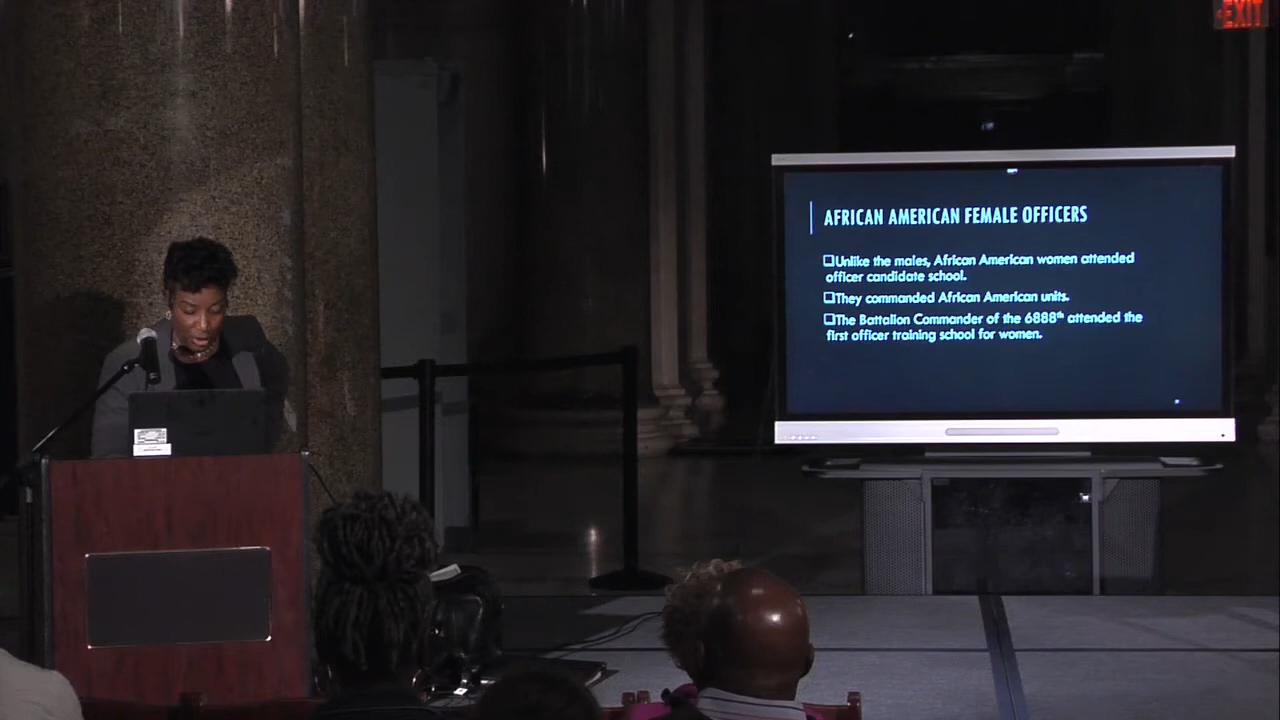 EXIT
AFRICAN AMERICAN FEMALE OFFICERS
❑Unlike the males, African American women attended
officer candidate school.
❑They commanded African American units.
❑The Battalion Commander of the 6888th attended the
first officer training school for women.